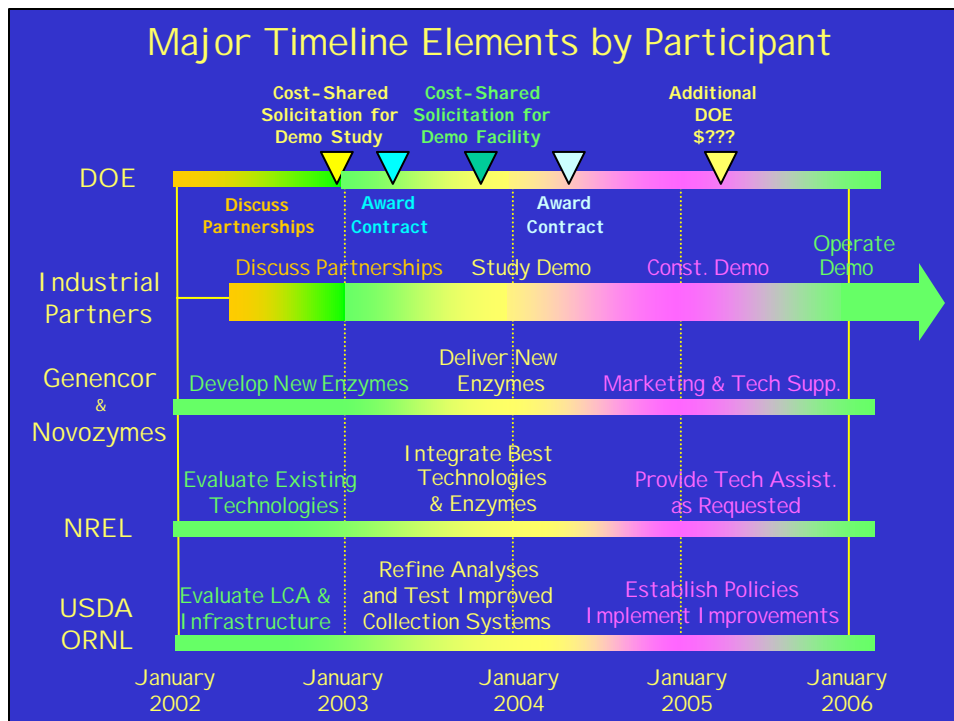 Major Timeline Elements by Participant
Cost-Shared
Solicitation for
Demo Study
Cost-Shared
Solicitation for
Demo Facility
Additional
DOE
$???
DOE
Discuss
Partnerships
Award
Contract
Award
Contract
Industrial
Partners
Discuss Partnerships
Study Demo
Const. Demo
Operate
Demo
Genencor
&
Novozymes
Develop New Enzymes
Deliver New
Enzymes
Marketing & Tech Supp.
NREL
Evaluate Existing
Technologies
Integrate Best
Technologies
& Enzymes
Provide Tech Assist.
as Requested
USDA
ORNL
Evaluate LCA &
Infrastructure
Refine Analyses
and Test Improved
Collection Systems
Establish Policies
Implement Improvements
January
2002
January
2003
January
2004
January
2005
January
2006